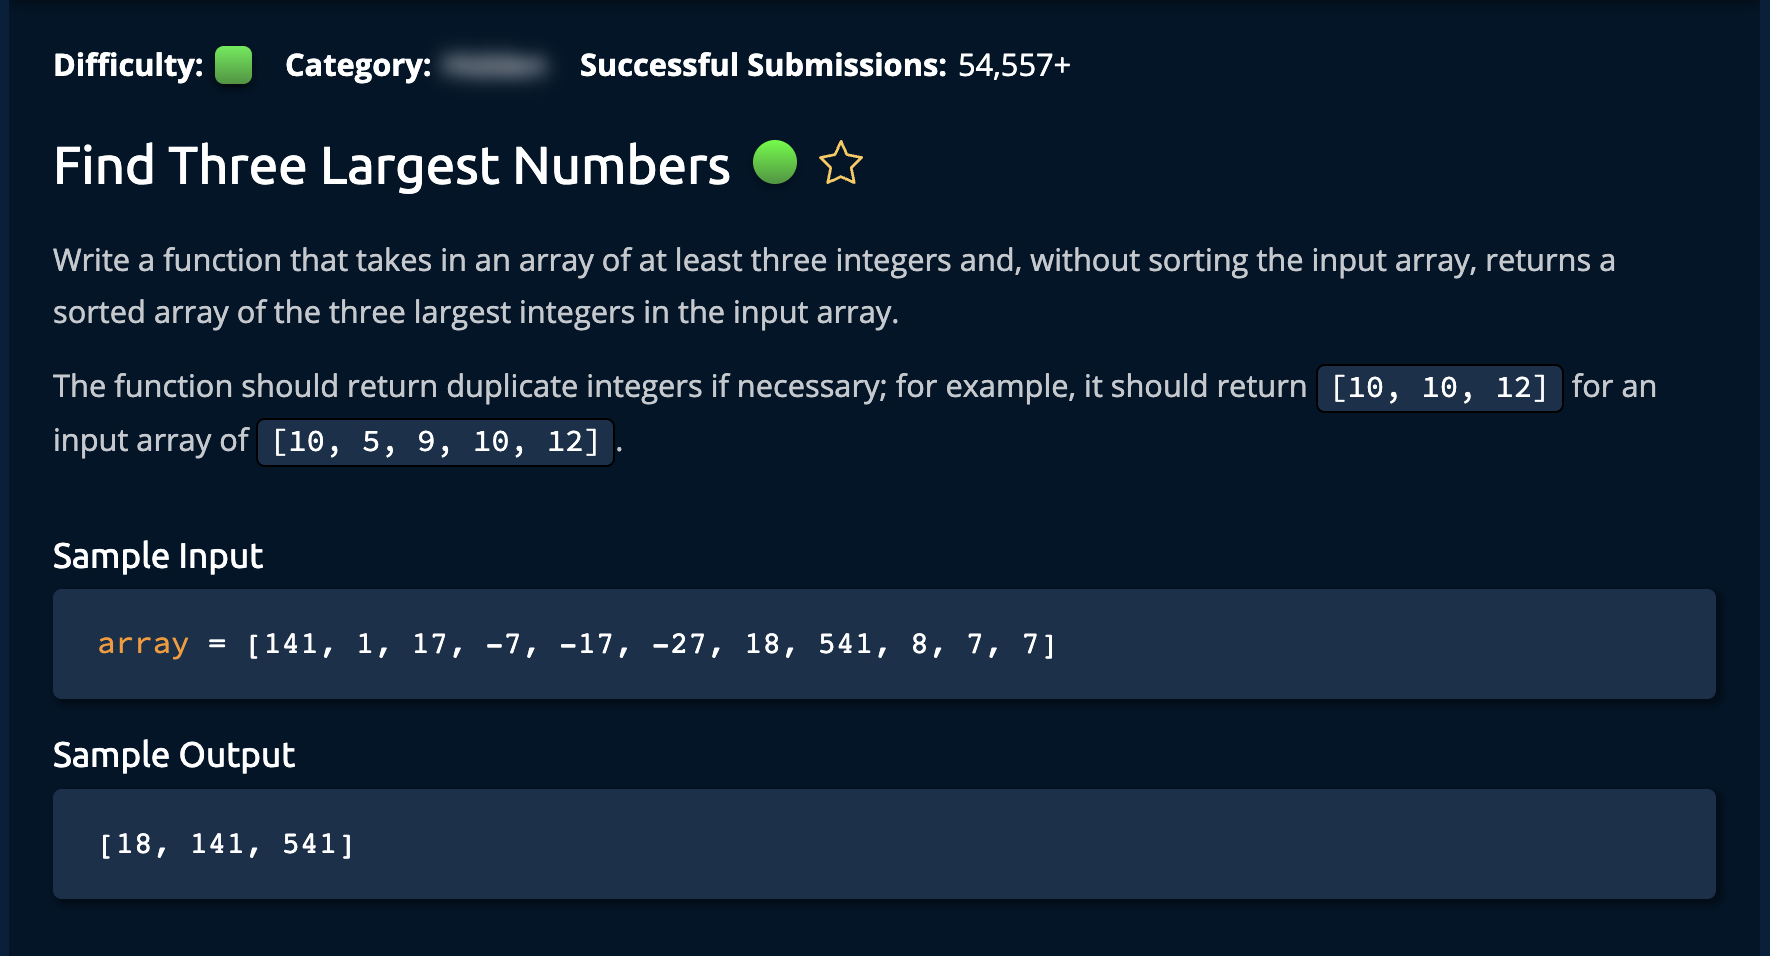 Difficulty: Category: Successful Submissions: 54,557+
Find Three Largest Numbers
Write a function that takes in an array of at least three integers and, without sorting the input array, returns a
sorted array of the three largest integers in the input array.
The function should return duplicate integers if necessary; for example, it should return [10, 10, 12] for an
input array of [10, 5, 9, 10, 12].
Sample Input
array = [141, 1, 17, -7, -17, -27, 18, 541, 8, 7, 7]
Sample Output
[18, 141, 541]